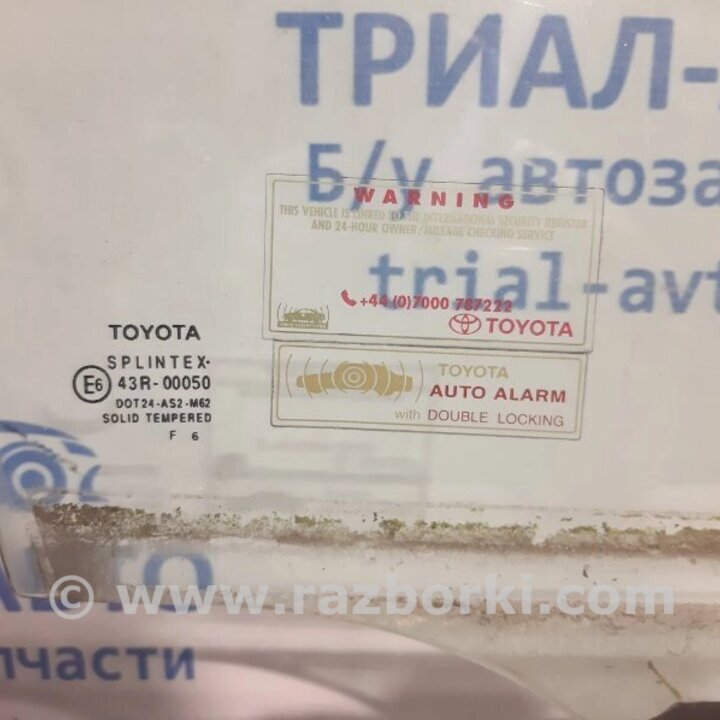 ТРИАЛ-
Б/у автоза
trial-avt
WARNING
THIS VEHICLE IS LINKED TO THE INTERNATIONAL SECURITY REGISTER
AND 24-HOUR OWNER/MILEAGE CHECKING SERVICE
+44 (0)7000 787222
TOYOTA
TOYOTA
AUTO ALARM
with DOUBLE LOCKING
TOYOTA
SPLINTEX
E6 43R-00050
DOT24-AS2-M62
SOLID TEMPERED
F 6
© www.razborki.com
пчасти